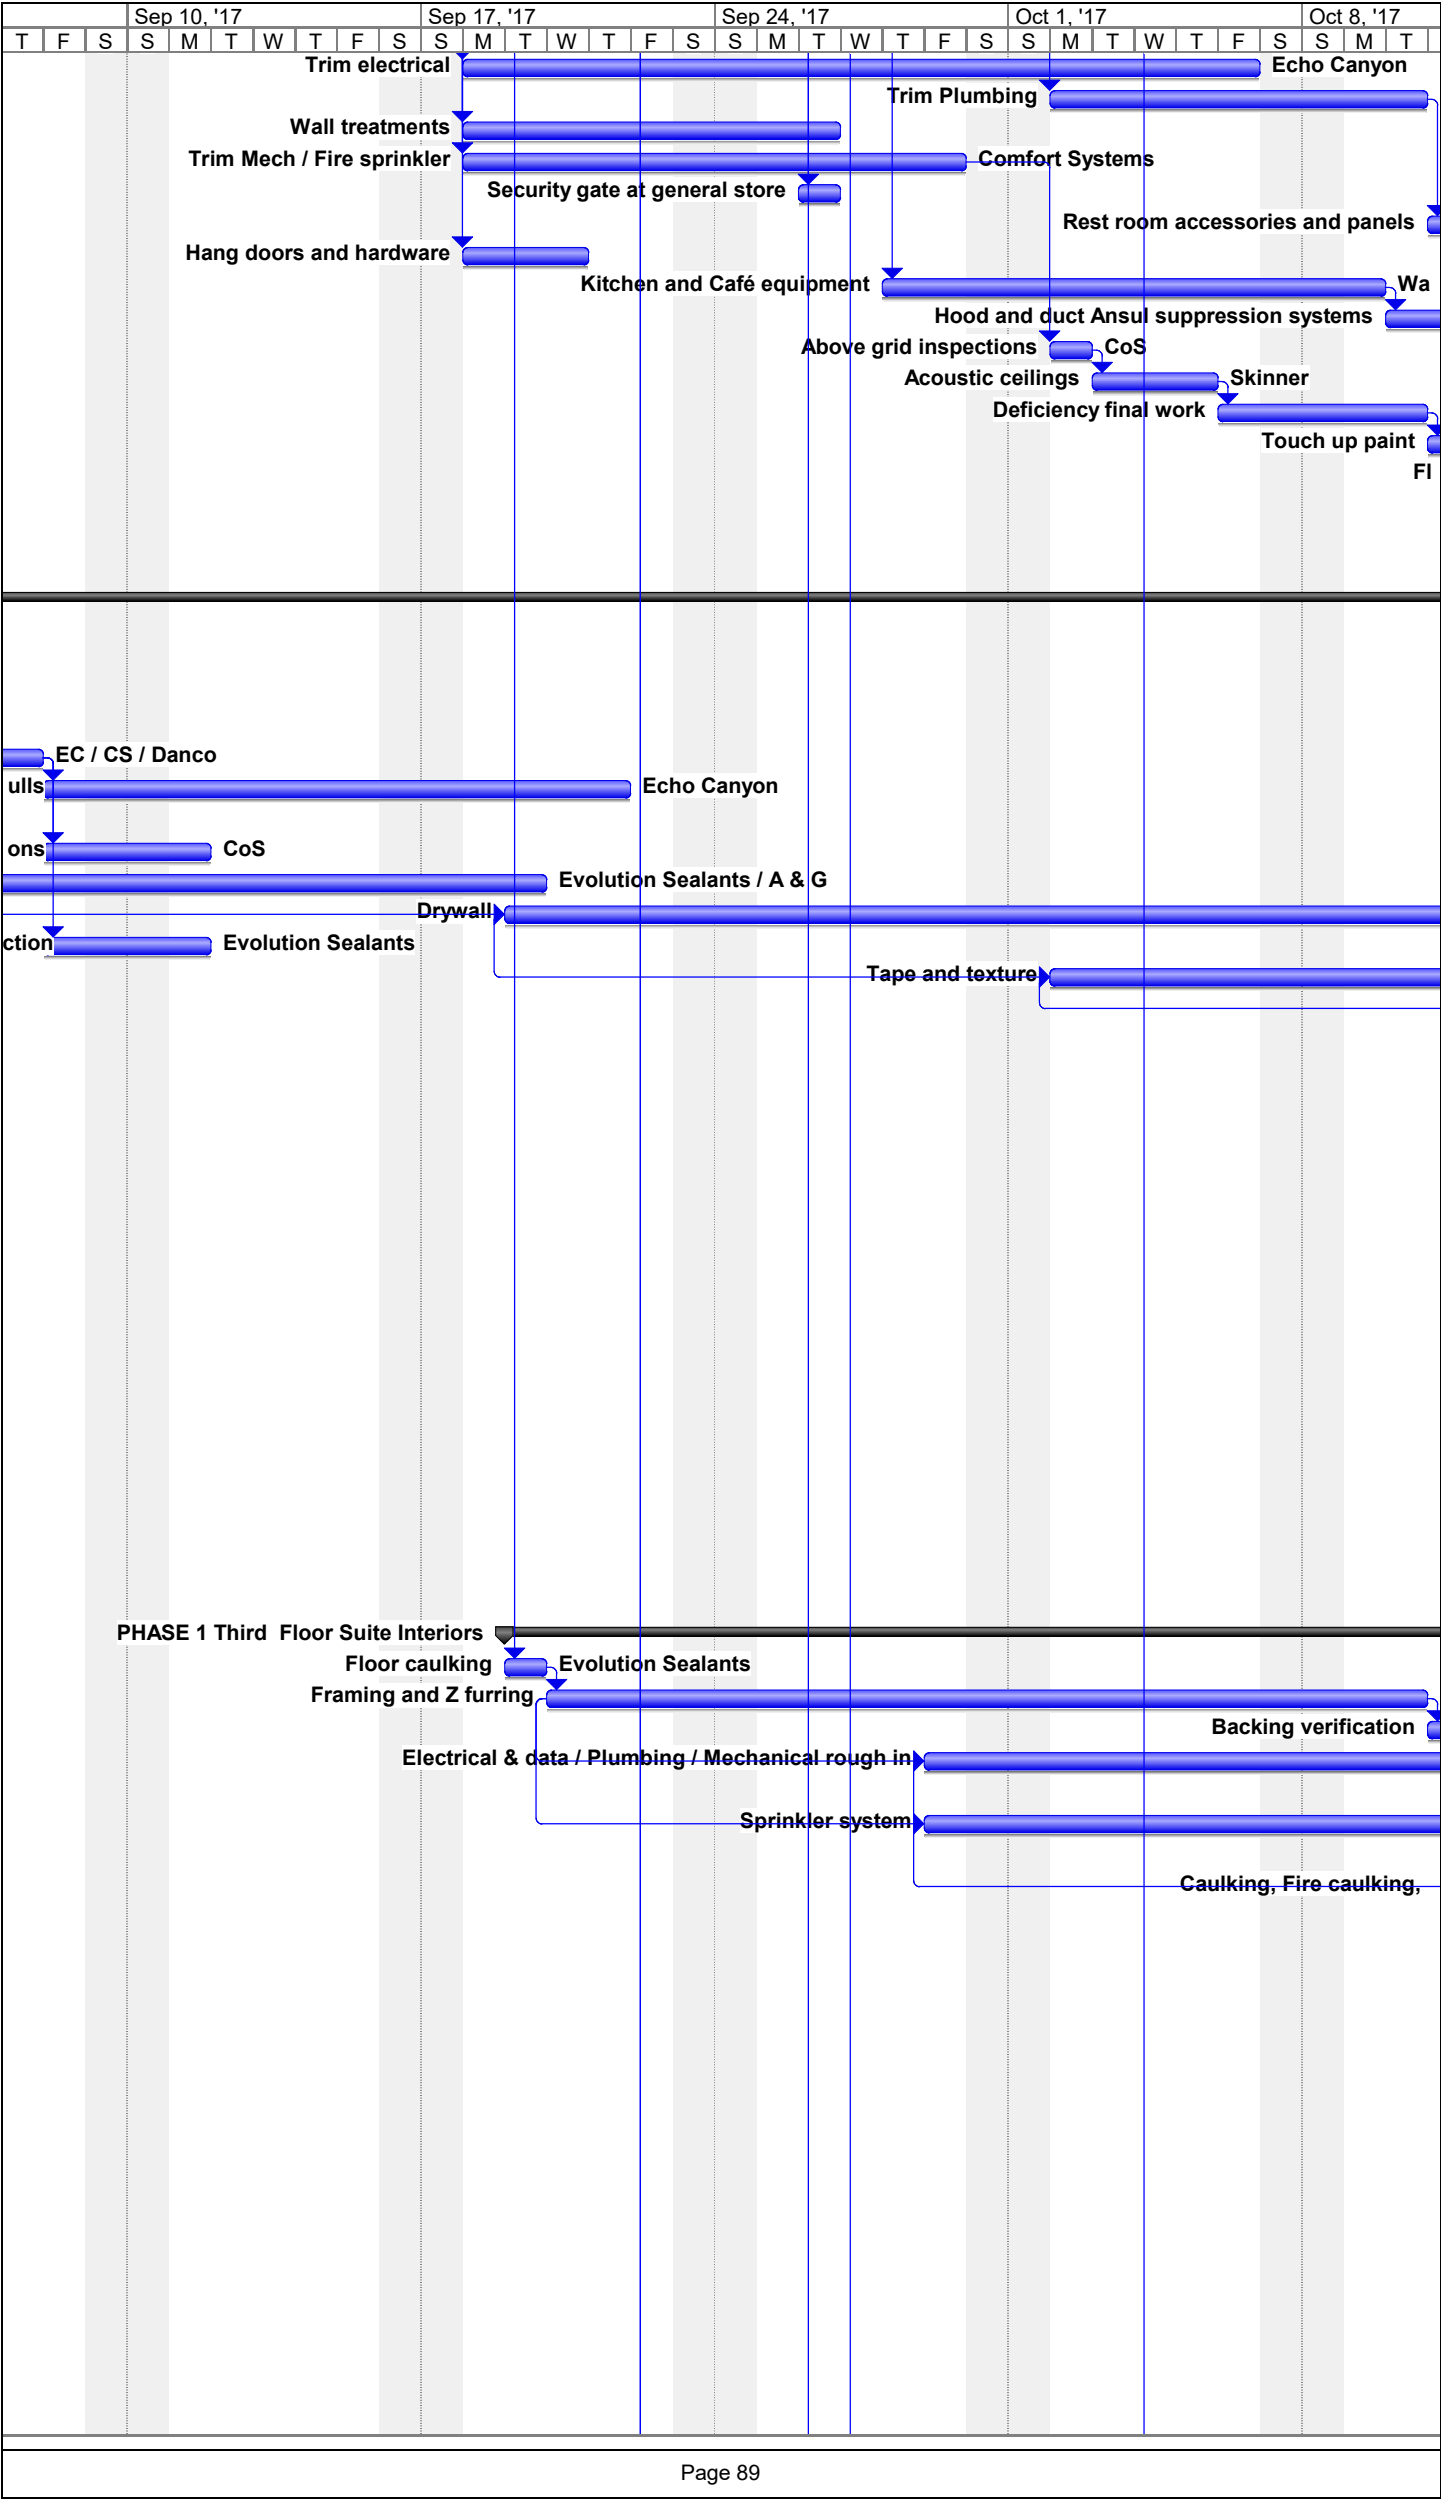 Sep 10, '17 Sep 17, '17 Sep 24, '17 Oct 1, '17 Oct 8, '17
T F S S M T W T F S S M T W T F S S M T W T F S S M T W T F S S M T
Trim electrical Echo Canyon
Trim Plumbing
Wall treatments
Trim Mech / Fire sprinkler Comfort Systems
Security gate at general store
Rest room accessories and panels
Hang doors and hardware
Kitchen and Café equipment Wa
Hood and duct Ansul suppression systems
Above grid inspections CoS
Acoustic ceilings Skinner
Deficiency final work
Touch up paint
Fl
EC / CS / Danco
ulls Echo Canyon
ons CoS
Evolution Sealants / A & G
Drywall
ction Evolution Sealants
Tape and texture
PHASE 1 Third Floor Suite Interiors
Floor caulking Evolution Sealants
Framing and Z furring
Backing verification
Electrical & data / Plumbing / Mechanical rough in
Sprinkler system
Caulking, Fire caulking,
Page 89